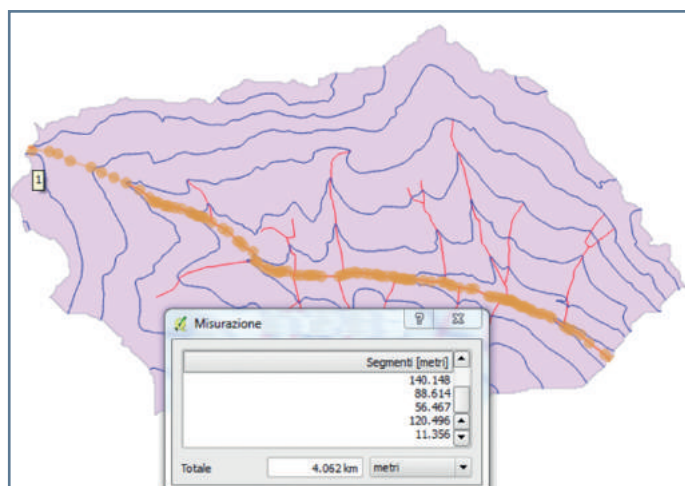 1
Misurazione
Segmenti [metri]
140.148
88.614
56.467
120.496
11.356
Totale
4.062 km
metri